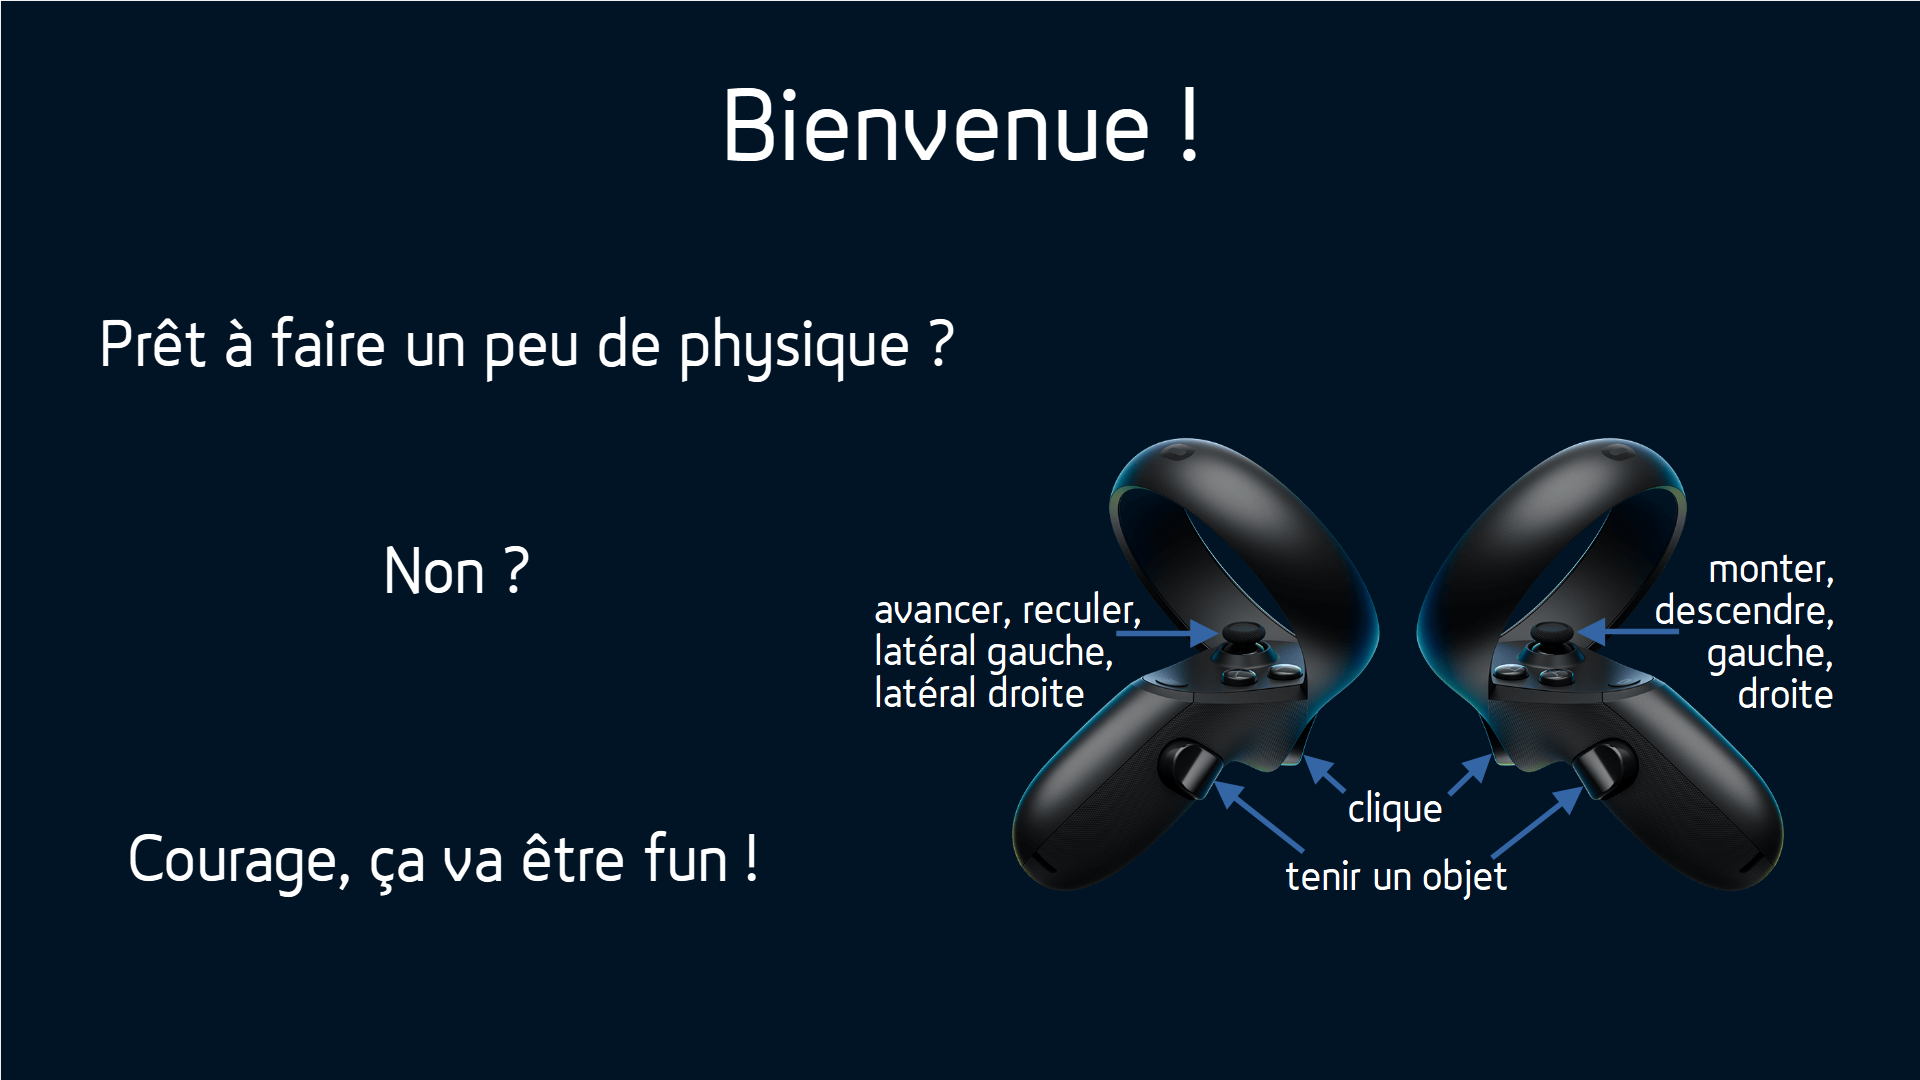 Bienvenue !
Prêt à faire un peu de physique ?
Non ?
Courage, ça va être fun !
avancer, reculer,
latéral gauche,
latéral droite
monter,
descendre,
gauche,
droite
clique
tenir un objet